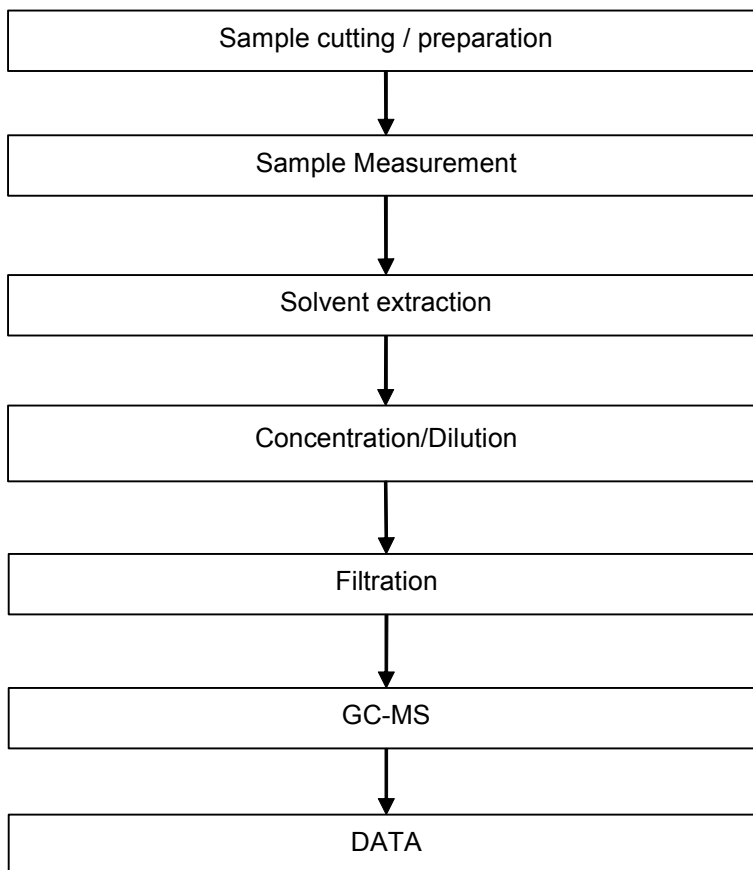 Sample cutting / preparation
Sample Measurement
Solvent extraction
Concentration/Dilution
Filtration
GC-MS
DATA